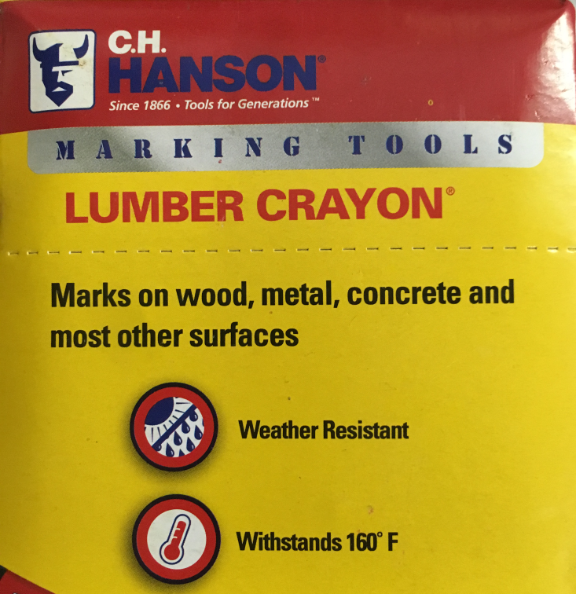 C.H.
HANSON®
Since 1866 • Tools for Generations™
MARKING TOOLS
LUMBER CRAYON®
Marks on wood, metal, concrete and
most other surfaces
Weather Resistant
Withstands 160° F